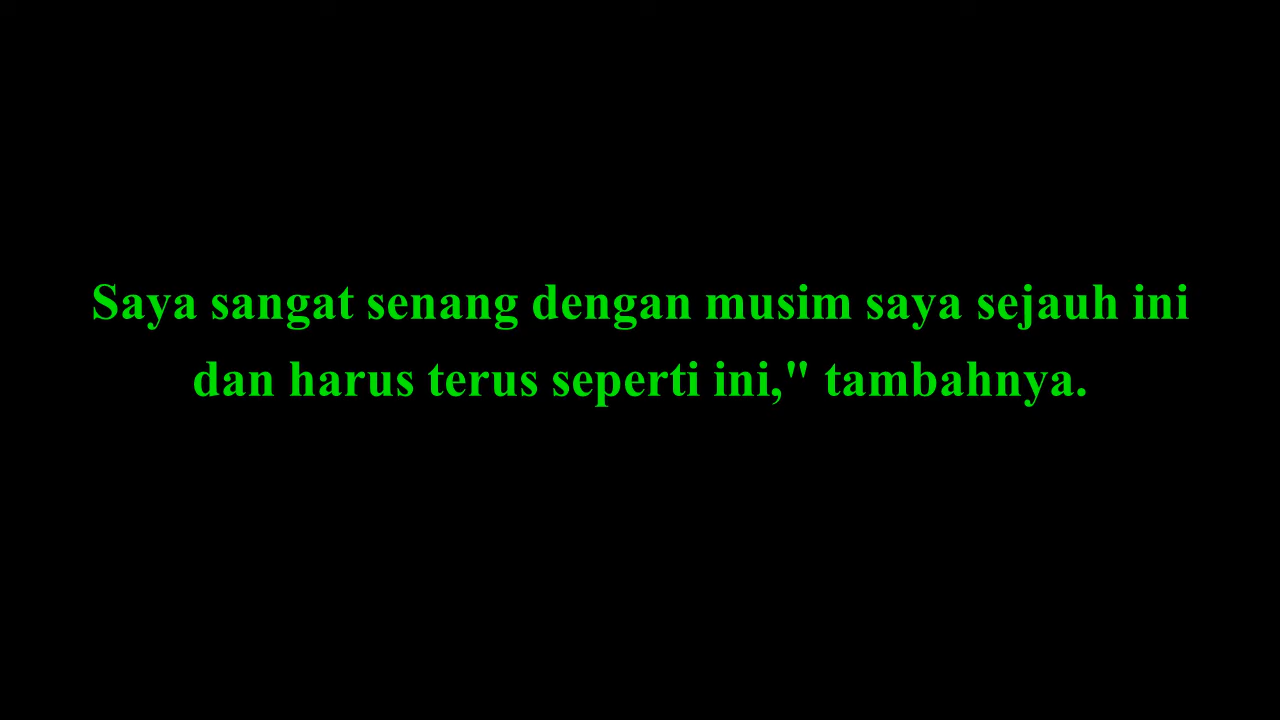 Saya sangat senang dengan musim saya sejauh ini
dan harus terus seperti ini," tambahnya.